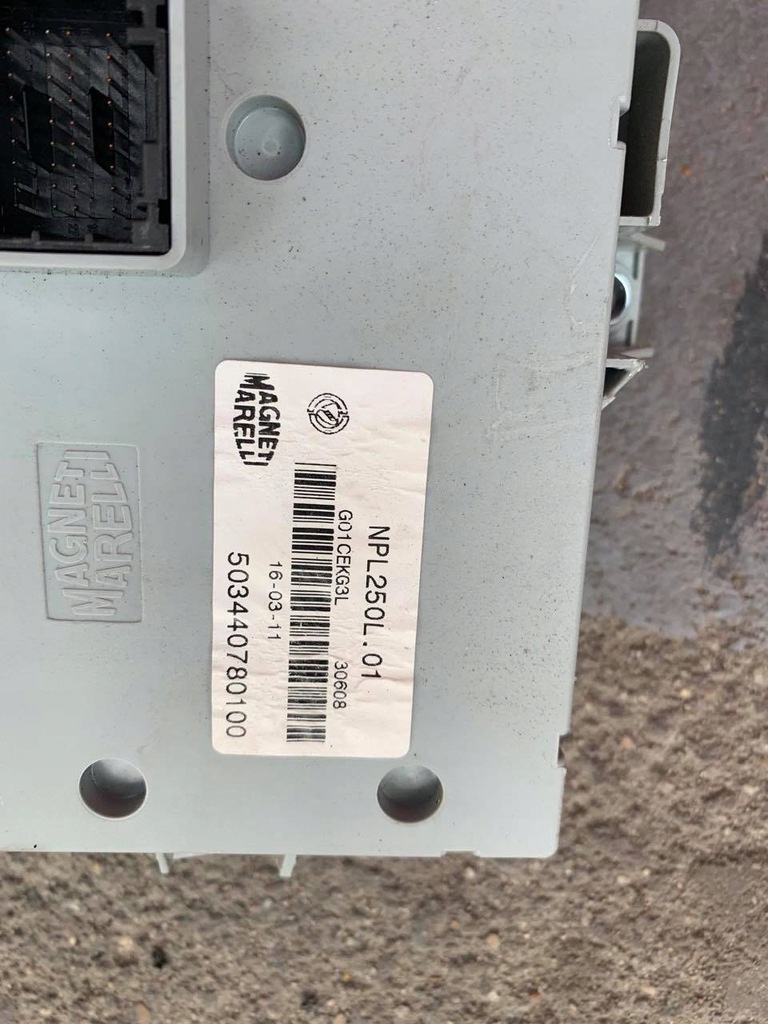 MAGNETI
MARELLI
NPL250L.01
G01CEKG3L 30608
16-03-11
503440780100
MAGNETI
MARELLI